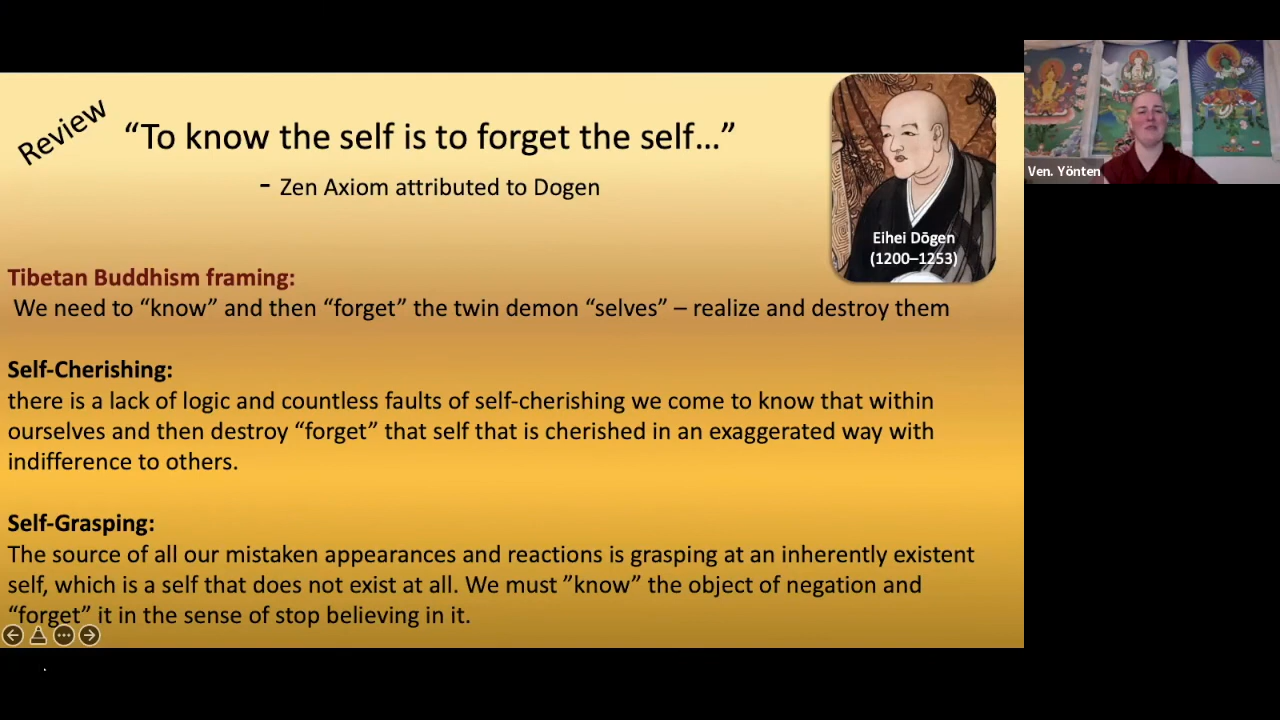 Review
“To know the self is to forget the self…”
- Zen Axiom attributed to Dogen
Eihei Dōgen
(1200–1253)
Ven. Yönten
Tibetan Buddhism framing:
We need to “know” and then “forget” the twin demon “selves” – realize and destroy them
Self-Cherishing:
there is a lack of logic and countless faults of self-cherishing we come to know that within
ourselves and then destroy “forget” that self that is cherished in an exaggerated way with
indifference to others.
Self-Grasping:
The source of all our mistaken appearances and reactions is grasping at an inherently existent
self, which is a self that does not exist at all. We must ”know” the object of negation and
“forget” it in the sense of stop believing in it.